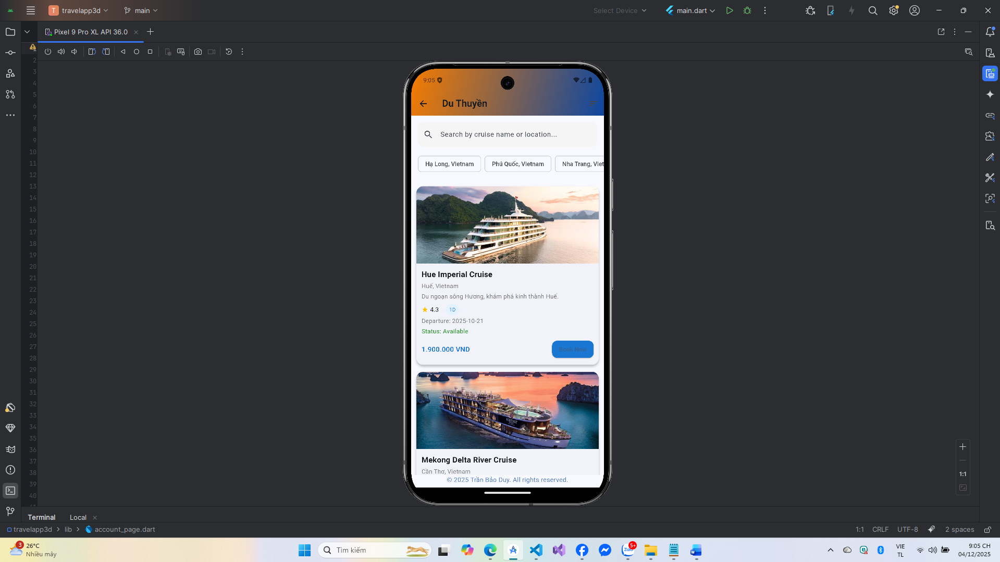 T travelapp3d
main
Select Device
main.dart
Pixel 9 Pro XL API 36.0
2
3
4
5
6
7
8
9
10
11
12
13
14
15
16
17
18
19
20
21
22
23
24
25
26
27
28
29
30
31
32
33
34
35
36
37
38
39
40
9:05
Du Thuyền
Search by cruise name or location...
Hạ Long, Vietnam
Phú Quốc, Vietnam
Nha Trang, Viet
Hue Imperial Cruise
Huế, Vietnam
Du ngoạn sông Hương, khám phá kinh thành Huế.
4.3 1D
Departure: 2025-10-21
Status: Available
1.900.000 VND
Book Now
Mekong Delta River Cruise
Cần Thơ, Vietnam
© 2025 Trần Bảo Duy. All rights reserved.
1:1
Terminal
Local
travelapp3d > lib > account_page.dart
1:1
CRLF
UTF-8
2 spaces
3
26°C
Nhiều mây
Tìm kiếm
Zalo
5+
VIE
TL
9:05 CH
04/12/2025